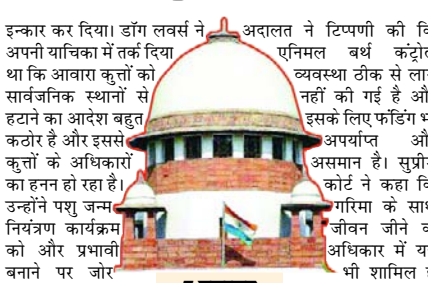 इन्कार कर दिया। डॉग लवर्स ने
अपनी याचिका में तर्क दिया
था कि आवारा कुत्तों को
सार्वजनिक स्थानों से
हटाने का आदेश बहुत
कठोर है और इससे
कुत्तों के अधिकारों
का हनन हो रहा है।
उन्होंने पशु जन्म
नियंत्रण कार्यक्रम
को और प्रभावी
बनाने पर जोर
अदालत ने टिप्पणी की
एनिमल बर्थ
व्यवस्था ठीक से
नहीं की गई है
इसके लिए फंडिंग
अपर्याप्त
असमान है।
कोर्ट ने कहा
गरिमा के
जीवन जीने
अधिकार में
भी शामिल